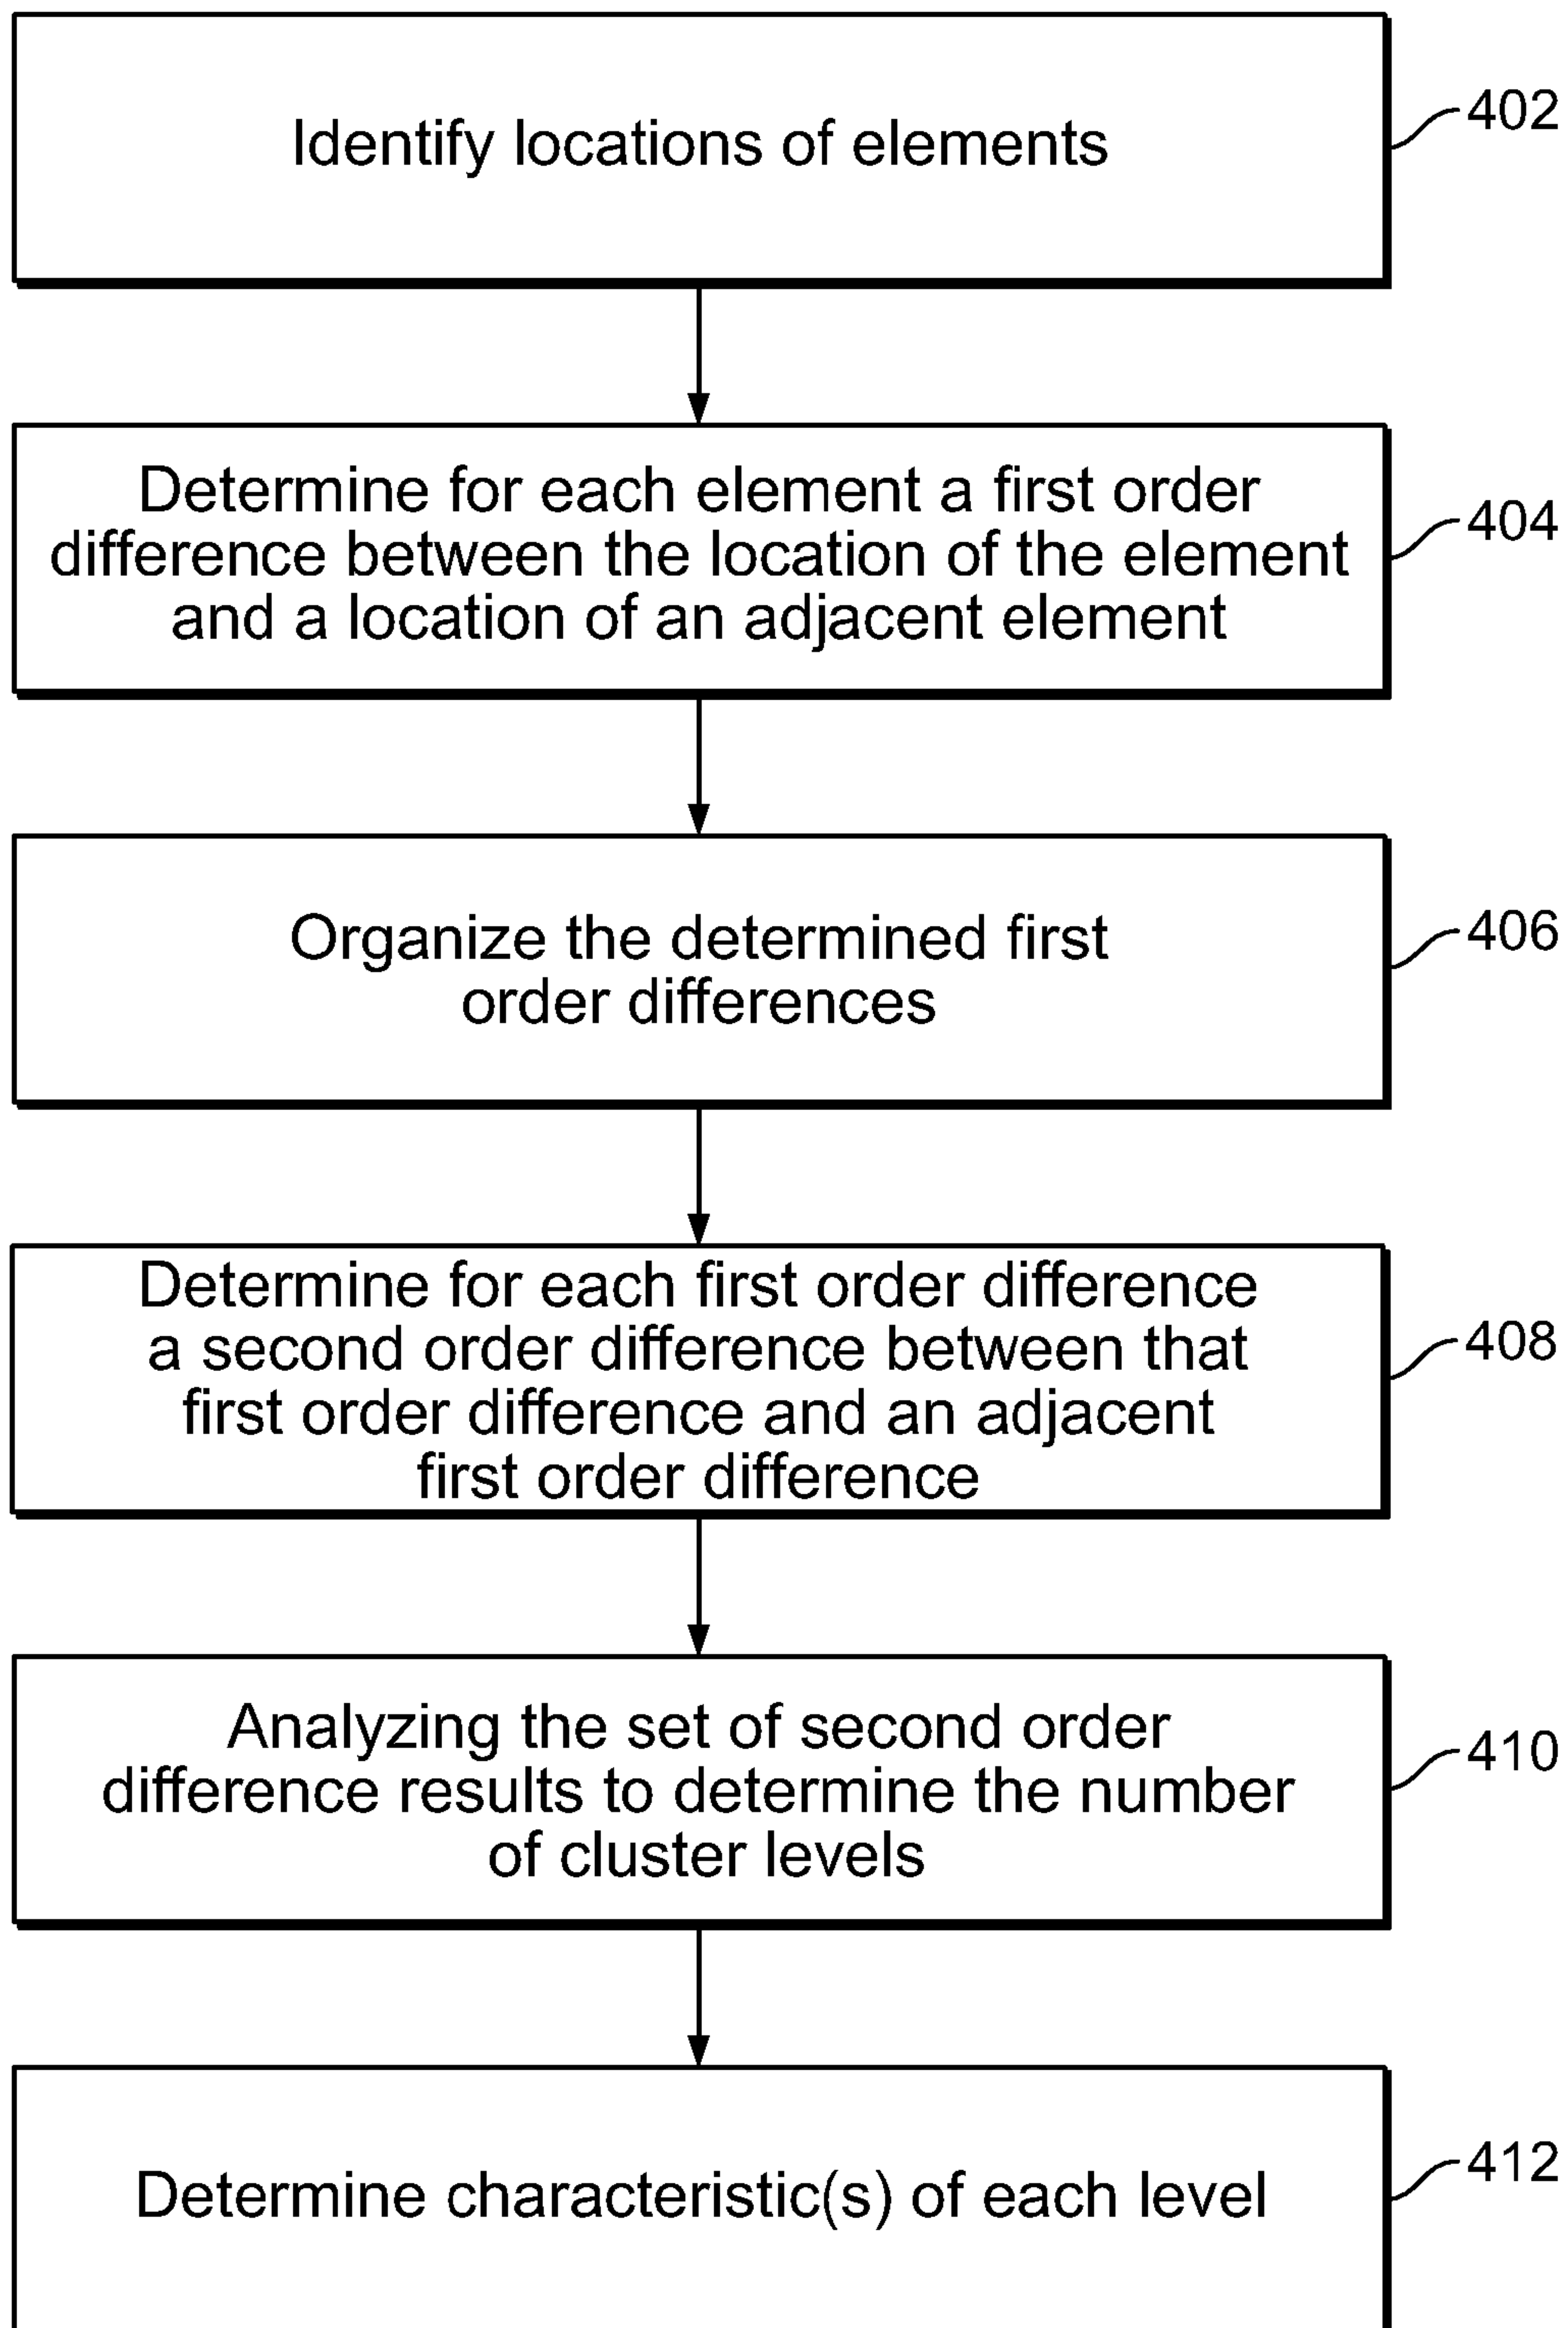 Identify locations of elements
402
Determine for each element a first order
difference between the location of the element
and a location of an adjacent element
404
Organize the determined first
order differences
406
Determine for each first order difference
a second order difference between that
first order difference and an adjacent
first order difference
408
Analyzing the set of second order
difference results to determine the number
of cluster levels
410
Determine characteristic(s) of each level
412